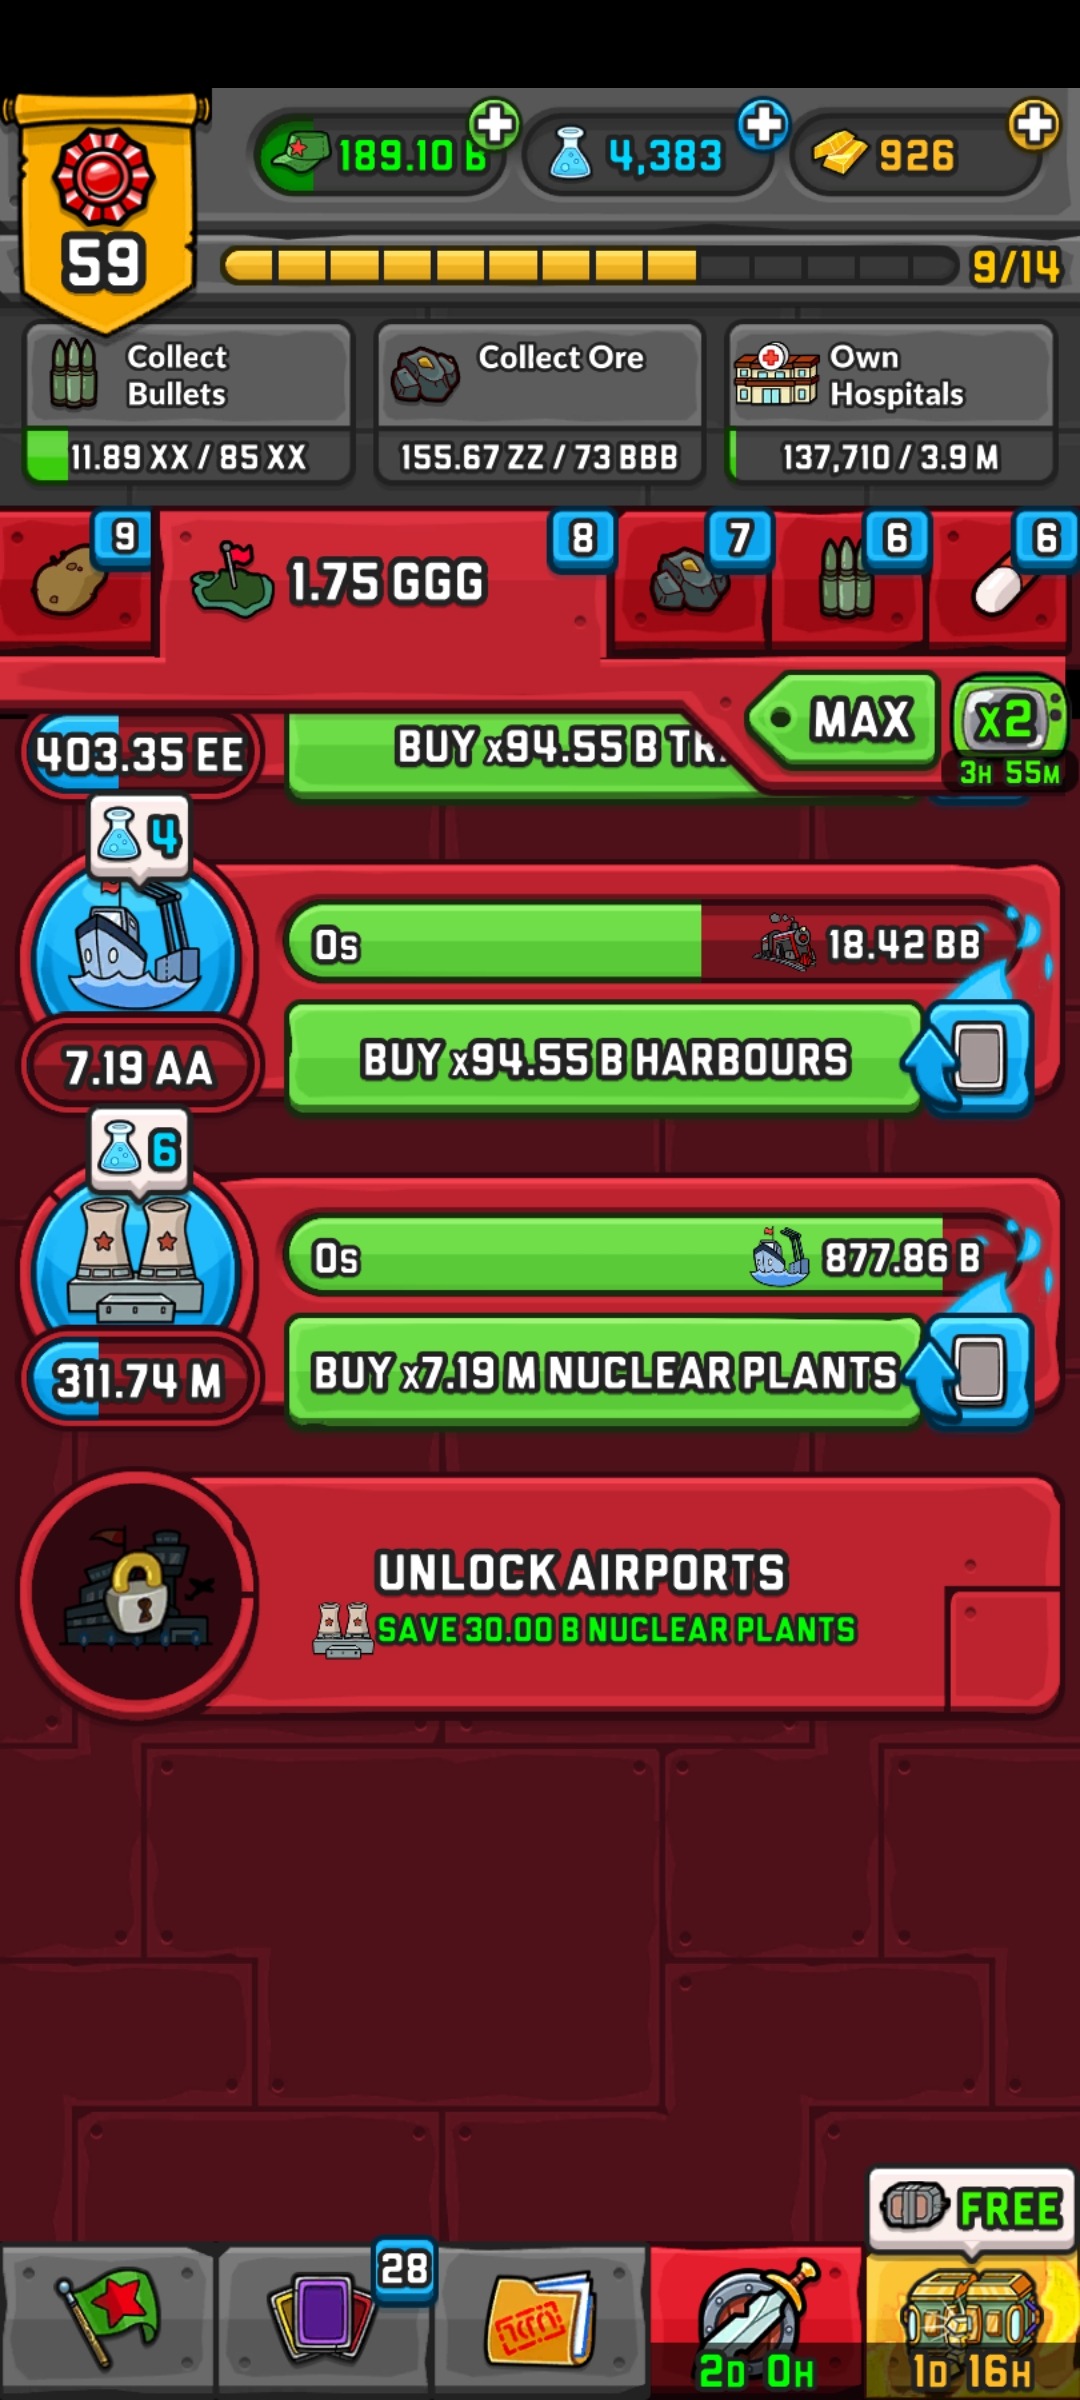 189.10 B
4,383
926
59
9/14
Collect
Bullets
11.89 XX / 85 XX
Collect Ore
155.67 ZZ / 73 BBB
Own
Hospitals
137,710 / 3.9 M
9
1.75 GGG
8
7
6
6
MAX
x2
3H 55M
403.35 EE
BUY x94.55 B
4
0s
18.42 BB
7.19 AA
BUY x94.55 B HARBOURS
6
0s
877.86 B
311.74 M
BUY x7.19 M NUCLEAR PLANTS
UNLOCK AIRPORTS
SAVE 30.00 B NUCLEAR PLANTS
FREE
28
2D 0H
1D 16H